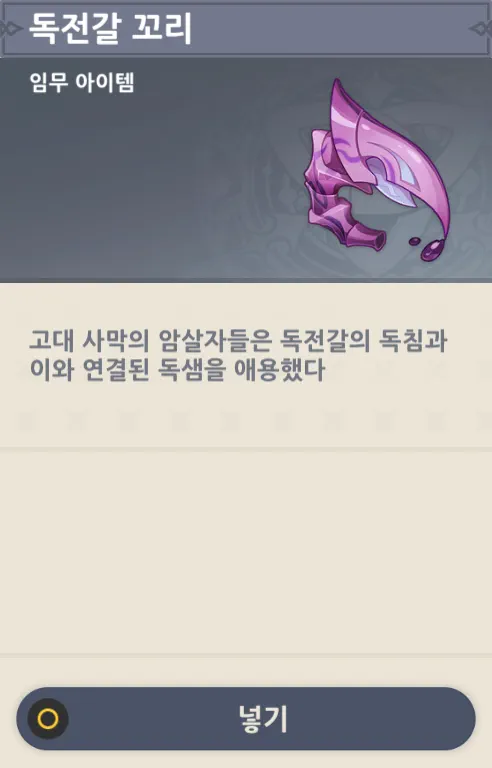 독전갈 꼬리
임무 아이템
고대 사막의 암살자들은 독전갈의 독침과
이와 연결된 독샘을 애용했다
넣기